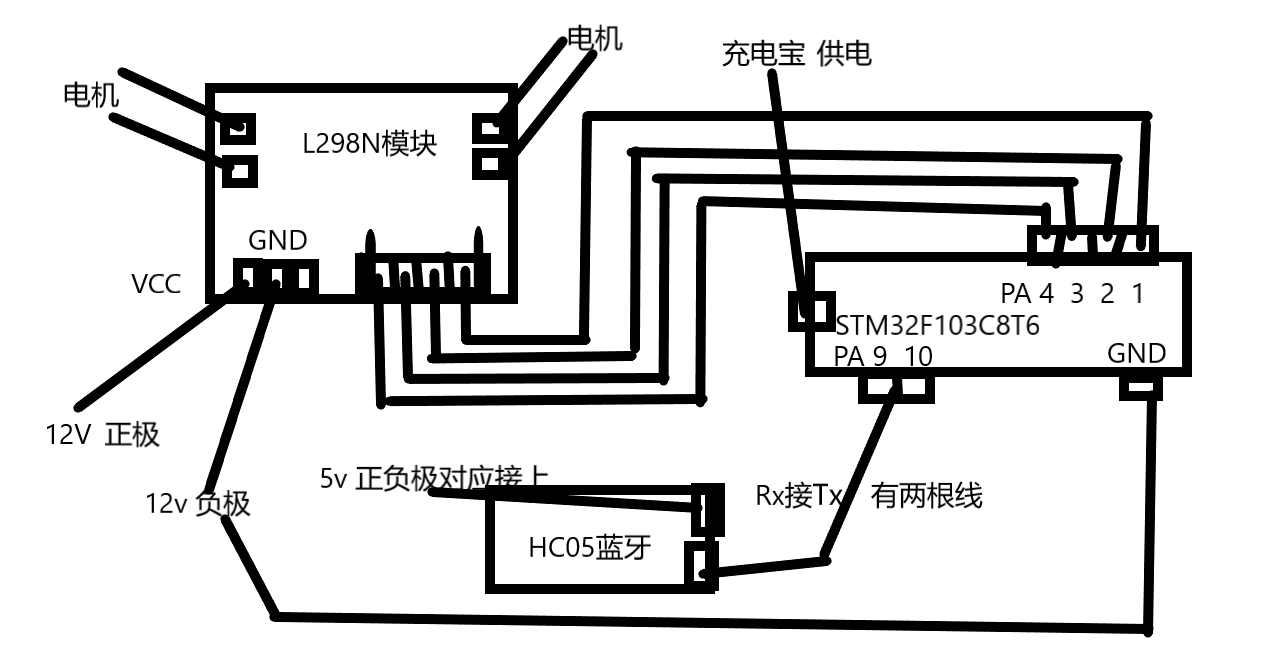 电机
充电宝 供电
电机
L298N模块
GND
VCC
PA 4 3 2 1
STM32F103C8T6
PA 9 10
GND
12V 正极
5v 正负极对应接上
12v 负极
Rx接Tx 有两根线
HC05蓝牙